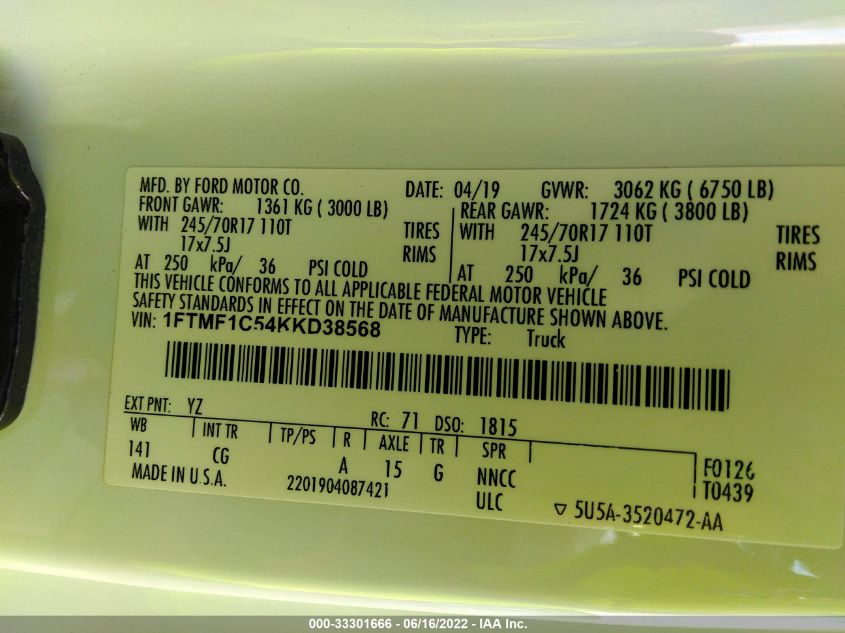 MFD. BY FORD MOTOR CO. DATE: 04/19 GVWR: 3062 KG ( 6750 LB)
FRONT GAWR: 1361 KG ( 3000 LB) REAR GAWR: 1724 KG ( 3800 LB)
WITH 245/70R17 110T TIRES WITH 245/70R17 110T TIRES
17x7.5J RIMS 17x7.5J RIMS
AT 250 kPa/ 36 PSI COLD AT 250 kPa/ 36 PSI COLD
THIS VEHICLE CONFORMS TO ALL APPLICABLE FEDERAL MOTOR VEHICLE
SAFETY STANDARDS IN EFFECT ON THE DATE OF MANUFACTURE SHOWN ABOVE.
VIN: 1FTMF1C54KKD38568 TYPE: Truck
EXT PNT: YZ RC: 71 DSO: 1815
WB INT TR TP/PS R AXLE TR SPR
141 CG A 15 G NNCC F0126
MADE IN U.S.A. 2201904087421 ULC T0439
▽ 5U5A-3520472-AA
000-33301666 - 06/16/2022 - IAA Inc.